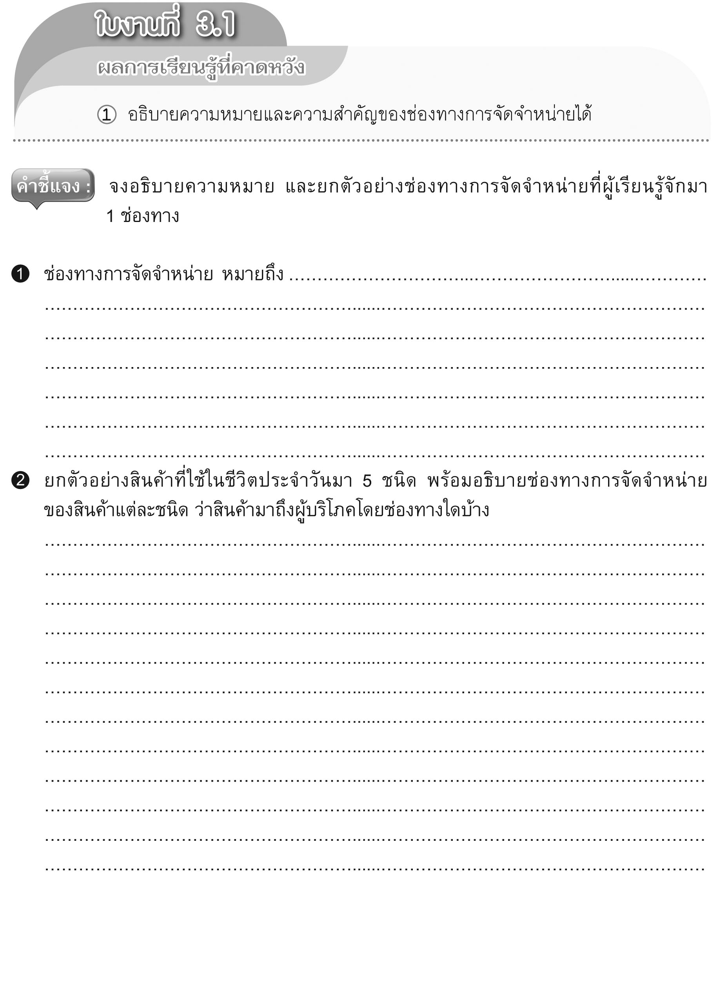 ใบงานที่ 3.1
ผลการเรียนรู้ที่คาดหวัง
1 อธิบายความหมายและความสำคัญของช่องทางการจัดจำหน่ายได้
คำชี้แจง : จงอธิบายความหมาย และยกตัวอย่างช่องทางการจัดจำหน่ายที่ผู้เรียนรู้จักมา
1 ช่องทาง
1 ช่องทางการจัดจำหน่าย หมายถึง ................................................................................
........................................................................................................................
........................................................................................................................
........................................................................................................................
........................................................................................................................
........................................................................................................................
........................................................................................................................
2 ยกตัวอย่างสินค้าที่ใช้ในชีวิตประจำวันมา 5 ชนิด พร้อมอธิบายช่องทางการจัดจำหน่าย
ของสินค้าแต่ละชนิด ว่าสินค้ามาถึงผู้บริโภคโดยช่องทางใดบ้าง
........................................................................................................................
........................................................................................................................
........................................................................................................................
........................................................................................................................
........................................................................................................................
........................................................................................................................
........................................................................................................................
........................................................................................................................
........................................................................................................................
........................................................................................................................
........................................................................................................................
........................................................................................................................